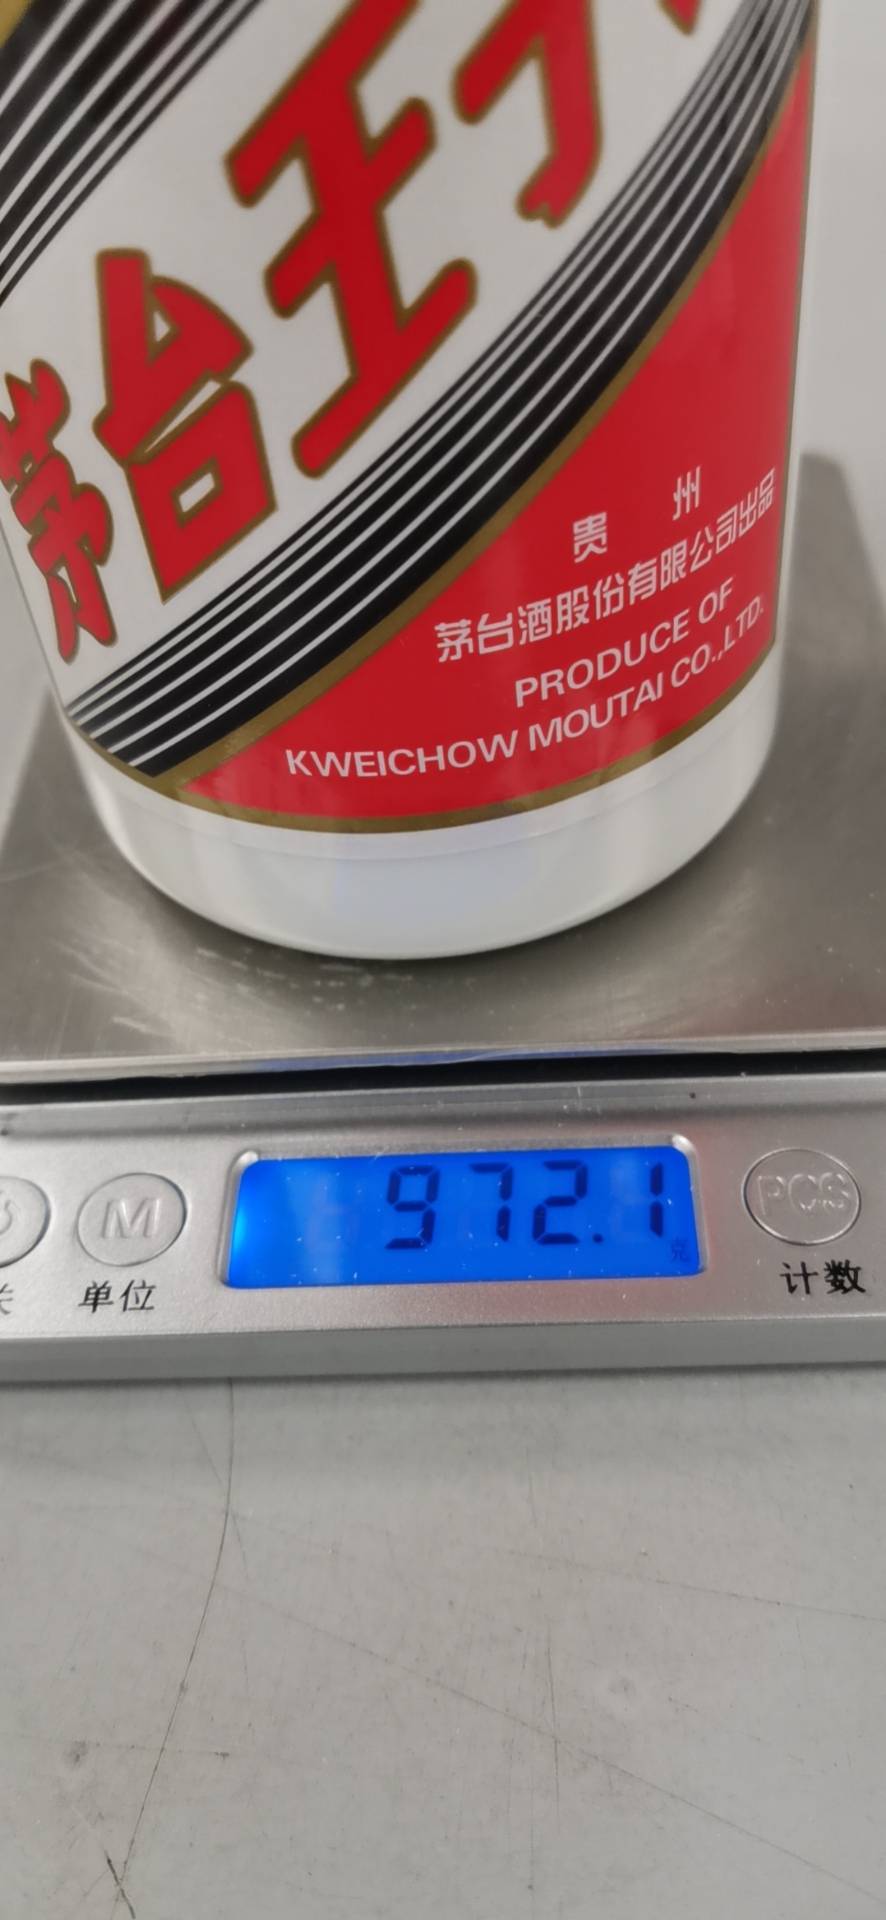 茅台王子
贵州
茅台酒股份有限公司出品
PRODUCE OF
KWEICHOW MOUTAI CO.,LTD.
972.1
克
M
PCS
关
单位
计数